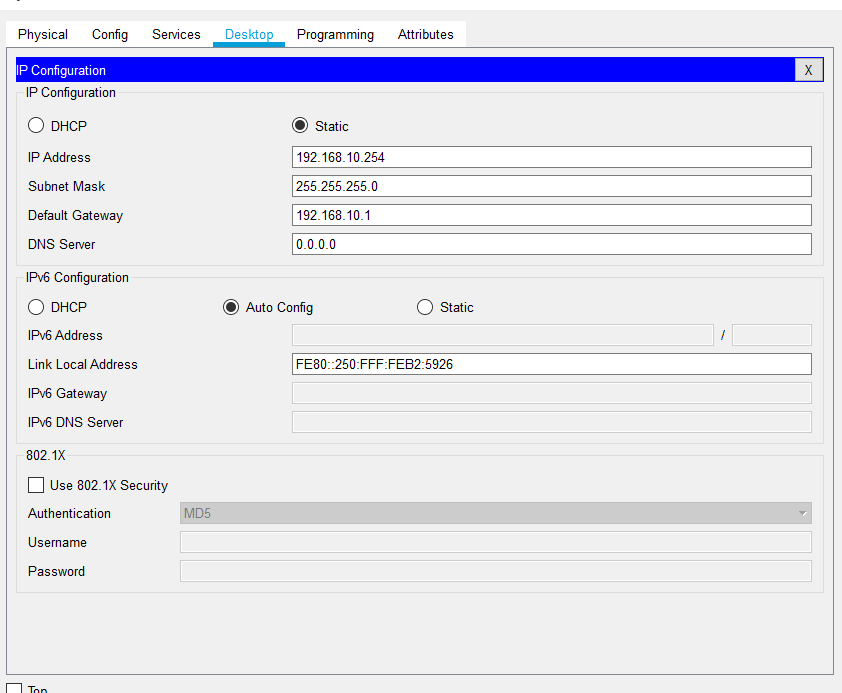 Physical Config Services Desktop Programming Attributes
IP Configuration X
IP Configuration
DHCP Static
IP Address 192.168.10.254
Subnet Mask 255.255.255.0
Default Gateway 192.168.10.1
DNS Server 0.0.0.0
IPv6 Configuration
DHCP Auto Config Static
IPv6 Address /
Link Local Address FE80::250:FFF:FEB2:5926
IPv6 Gateway
IPv6 DNS Server
802.1X
Use 802.1X Security
Authentication MD5
Username
Password
Top